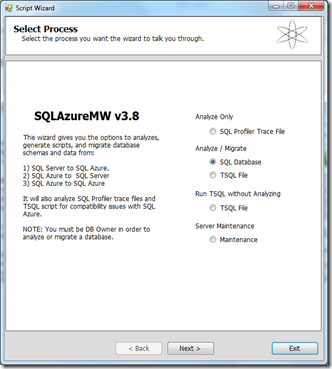 Script Wizard
Select Process
Select the process you want the wizard to talk you through.
SQLAzureMW v3.8
This wizard gives you the options to analyzes,
generate scripts, and migrate database
schemas and data from:
1) SQL Server to SQL Azure.
2) SQL Azure to SQL Server
3) SQL Azure to SQL Azure
It will also analyze SQL Profiler trace files and
TSQL script for compatibility issues with SQL
Azure.
NOTE: You must be DB Owner in order to
analyze or migrate a database.
Analyze Only
SQL Profiler Trace File
Analyze / Migrate
SQL Database
TSQL File
Run TSQL without Analyzing
TSQL File
Server Maintenance
Maintenance
< Back
Next >
Exit